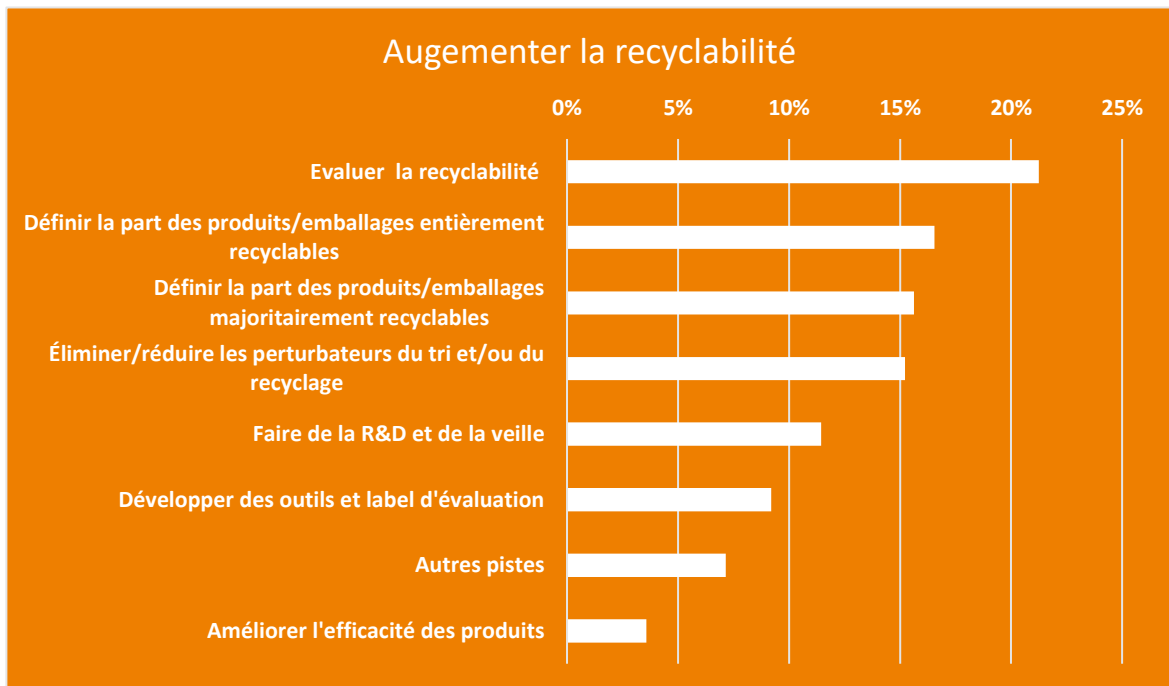 Augementer la recyclabilité
0% 5% 10% 15% 20% 25%
Evaluer la recyclabilité
Définir la part des produits/emballages entièrement
recyclables
Définir la part des produits/emballages
majoritairement recyclables
Éliminer/réduire les perturbateurs du tri et/ou du
recyclage
Faire de la R&D et de la veille
Développer des outils et label d'évaluation
Autres pistes
Améliorer l'efficacité des produits